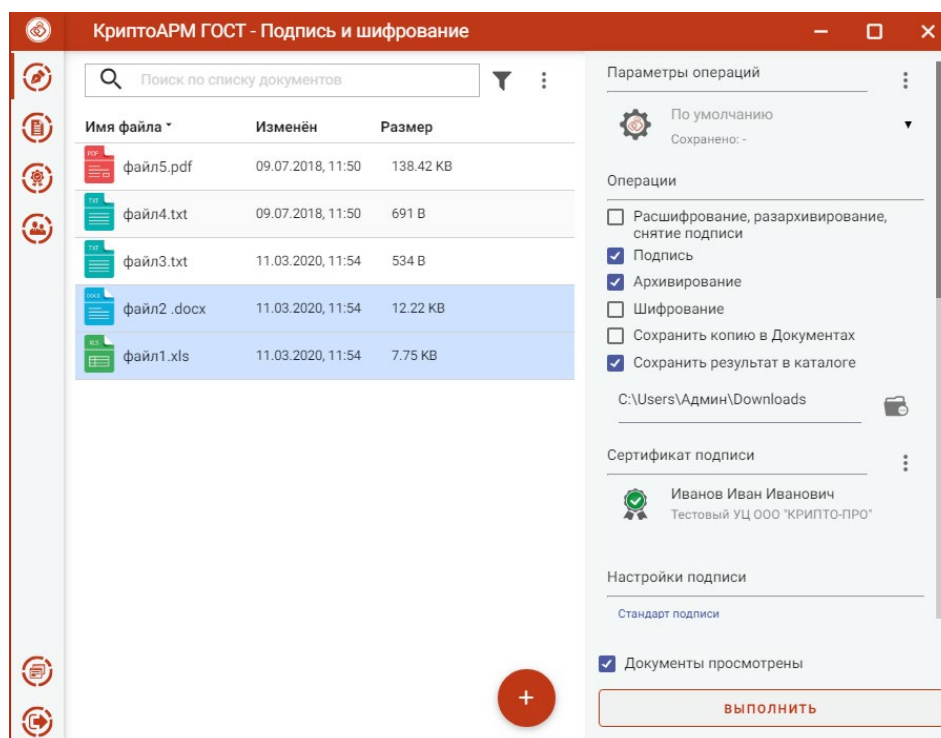 КриптоАРМ ГОСТ - Подпись и шифрование
Поиск по списку документов
Имя файла Изменён Размер
PDF
файл5.pdf 09.07.2018, 11:50 138.42 KB
TXT
файл4.txt 09.07.2018, 11:50 691 B
TXT
файл3.txt 11.03.2020, 11:54 534 B
DOCX
файл2 .docx 11.03.2020, 11:54 12.22 KB
XLS
файл1.xls 11.03.2020, 11:54 7.75 KB
+
Параметры операций
По умолчанию
Сохранено: -
Операции
Расшифрование, разархивирование,
снятие подписи
Подпись
Архивирование
Шифрование
Сохранить копию в Документах
Сохранить результат в каталоге
C:\Users\Админ\Downloads
Сертификат подписи
Иванов Иван Иванович
Тестовый УЦ ООО "КРИПТО-ПРО"
Настройки подписи
Стандарт подписи
Документы просмотрены
ВЫПОЛНИТЬ